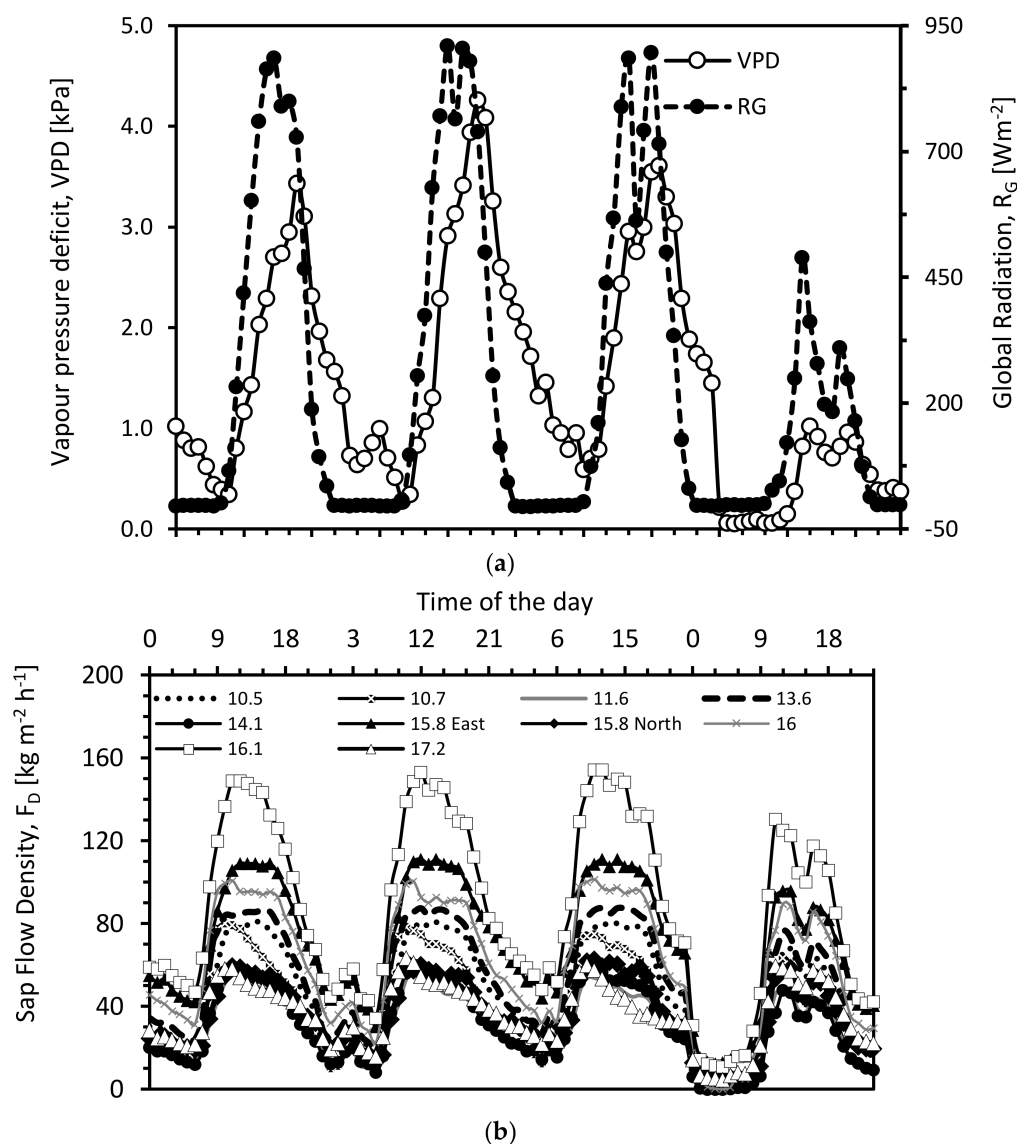 5.0
4.0
3.0
2.0
1.0
0.0
Vapour pressure deficit, VPD [kPa]
950
700
450
200
-50
Global Radiation, R_G [Wm⁻²]
VPD
RG
(a)
Time of the day
0 9 18 3 12 21 6 15 0 9 18
200
160
120
80
40
0
Sap Flow Density, F_D [kg m⁻² h⁻¹]
10.5 10.7 11.6 13.6
14.1 15.8 East 15.8 North 16
16.1 17.2
(b)